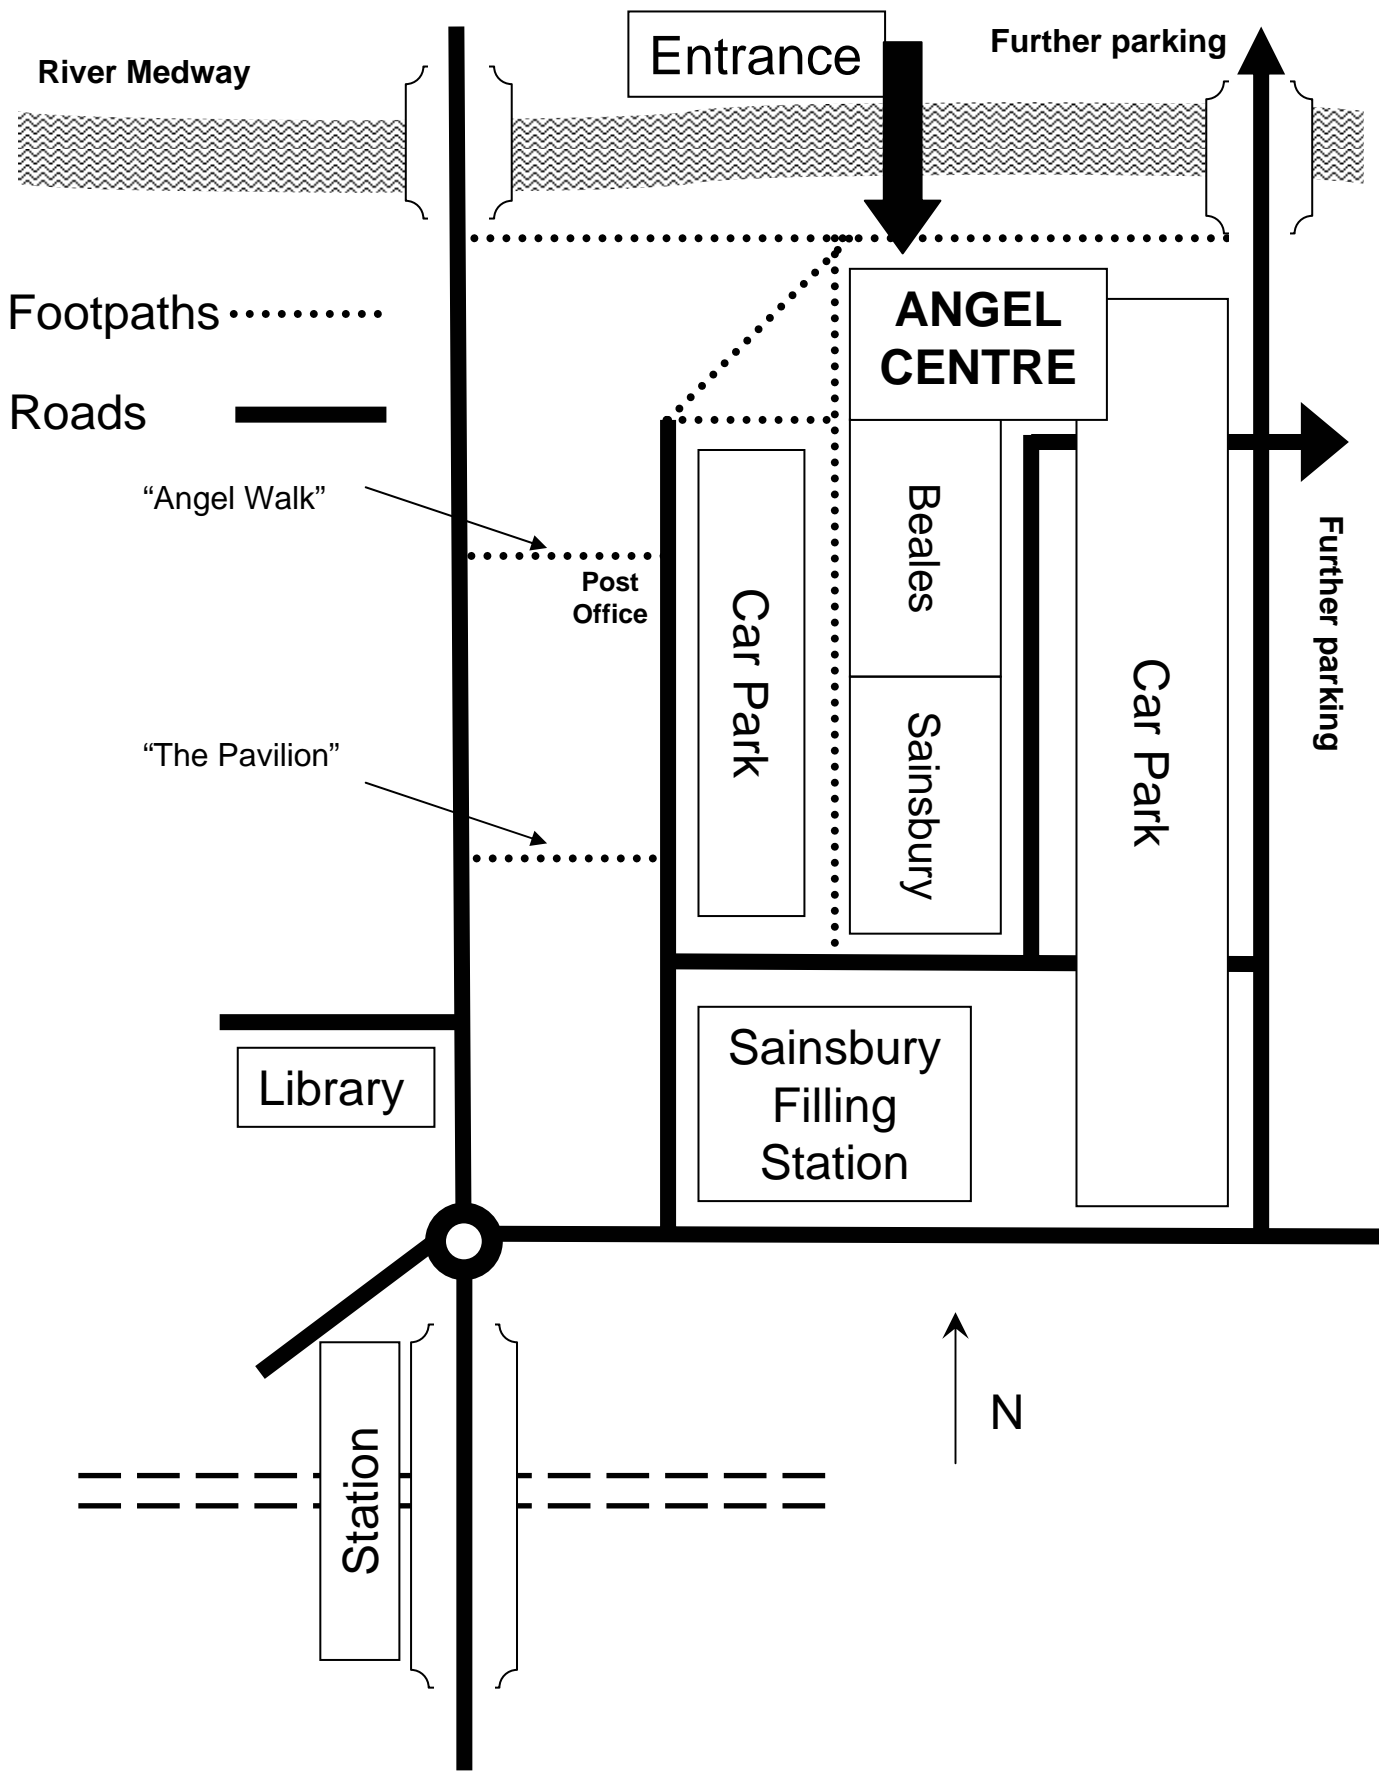 Entrance
Further parking
River Medway
Footpaths
ANGEL
CENTRE
Roads
“Angel Walk”
Beales
Further parking
Post
Office
Car Park
Car Park
Sainsbury
“The Pavilion”
Sainsbury
Filling
Station
Library
N
Station